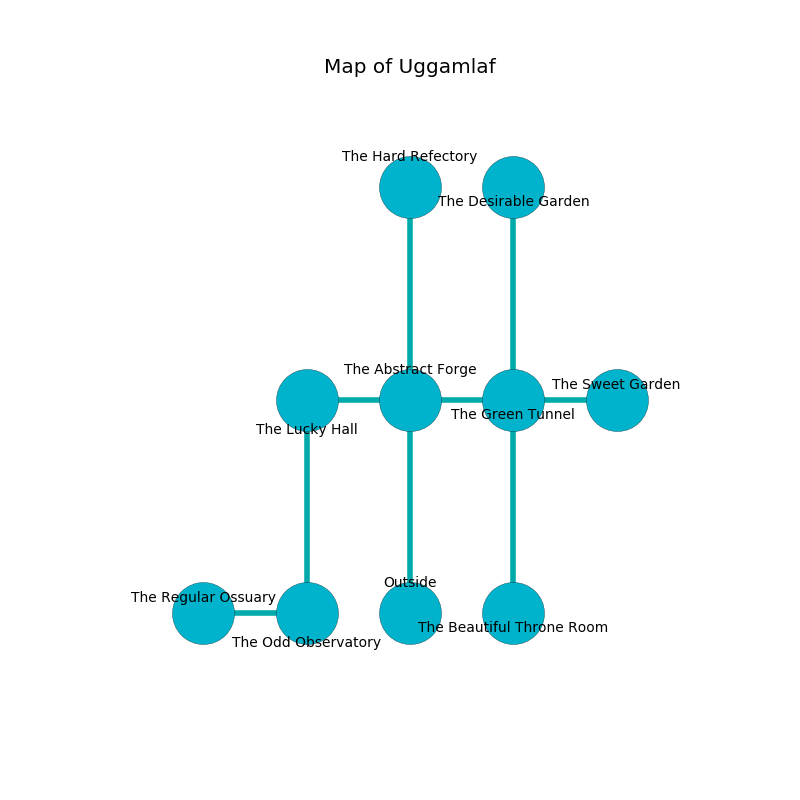 Map of Uggamlaf
The Hard Refectory
The Desirable Garden
The Abstract Forge
The Sweet Garden
The Green Tunnel
The Lucky Hall
Outside
The Regular Ossuary
The Beautiful Throne Room
The Odd Observatory